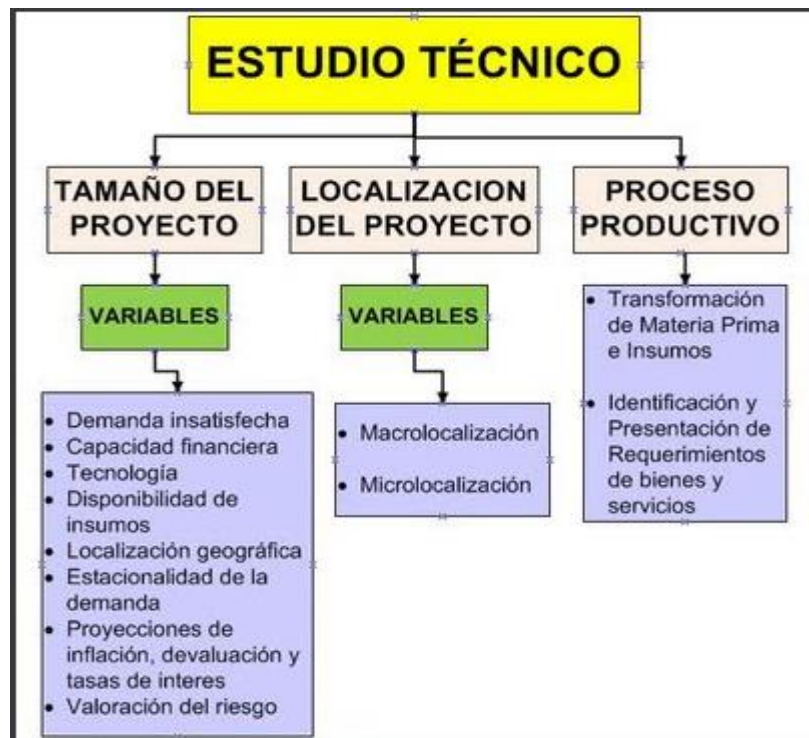 ESTUDIO TÉCNICO
TAMAÑO DEL
PROYECTO
LOCALIZACION
DEL PROYECTO
PROCESO
PRODUCTIVO
VARIABLES
VARIABLES
• Transformación
de Materia Prima
e Insumos
• Identificación y
Presentación de
Requerimientos
de bienes y
servicios
• Demanda insatisfecha
• Capacidad financiera
• Tecnología
• Disponibilidad de
insumos
• Localización geográfica
• Estacionalidad de la
demanda
• Proyecciones de
inflación, devaluación y
tasas de interes
• Valoración del riesgo
• Macrolocalización
• Microlocalización